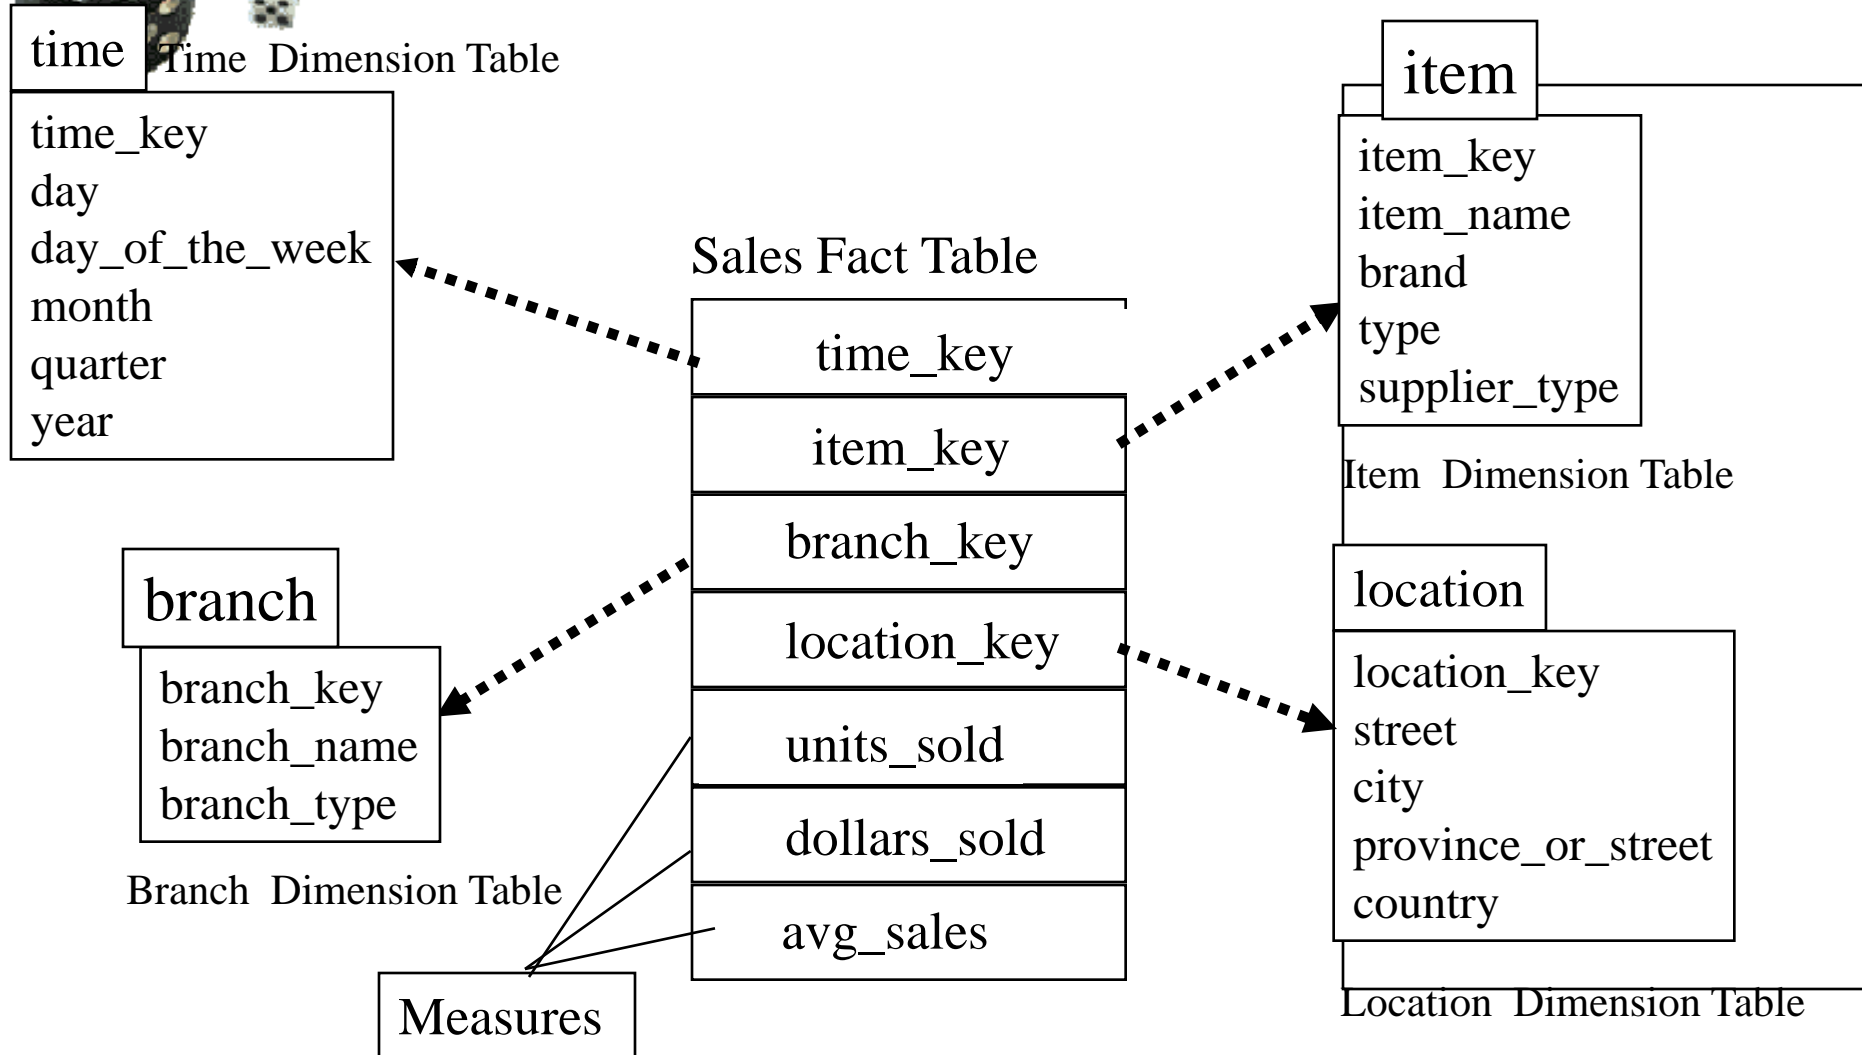 time
Time Dimension Table
time_key
day
day_of_the_week
month
quarter
year
item
item_key
item_name
brand
type
supplier_type
Item Dimension Table
Sales Fact Table
time_key
item_key
branch_key
location_key
units_sold
dollars_sold
avg_sales
branch
branch_key
branch_name
branch_type
Branch Dimension Table
location
location_key
street
city
province_or_street
country
Location Dimension Table
Measures